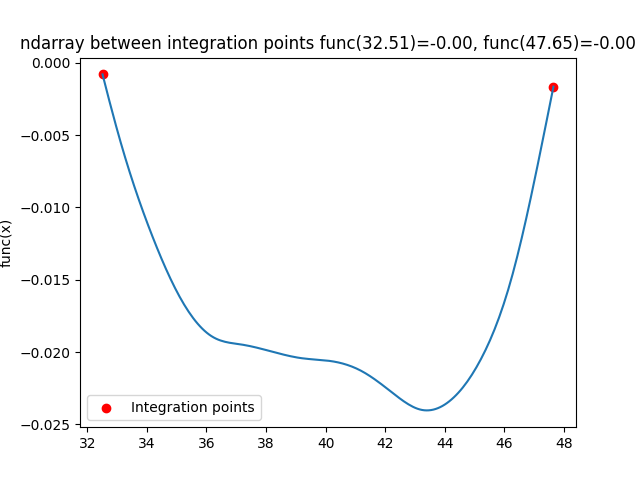 ndarray between integration points func(32.51)=-0.00, func(47.65)=-0.00
0.000
−0.005
−0.010
−0.015
−0.020
−0.025
func(x)
Integration points
32 34 36 38 40 42 44 46 48